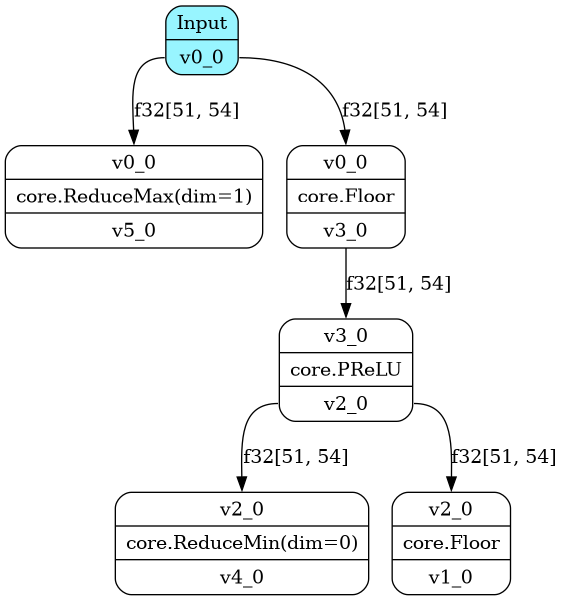 Input
v0_0
f32[51, 54]
f32[51, 54]
v0_0
core.ReduceMax(dim=1)
v5_0
v0_0
core.Floor
v3_0
f32[51, 54]
v3_0
core.PReLU
v2_0
f32[51, 54]
f32[51, 54]
v2_0
core.ReduceMin(dim=0)
v4_0
v2_0
core.Floor
v1_0